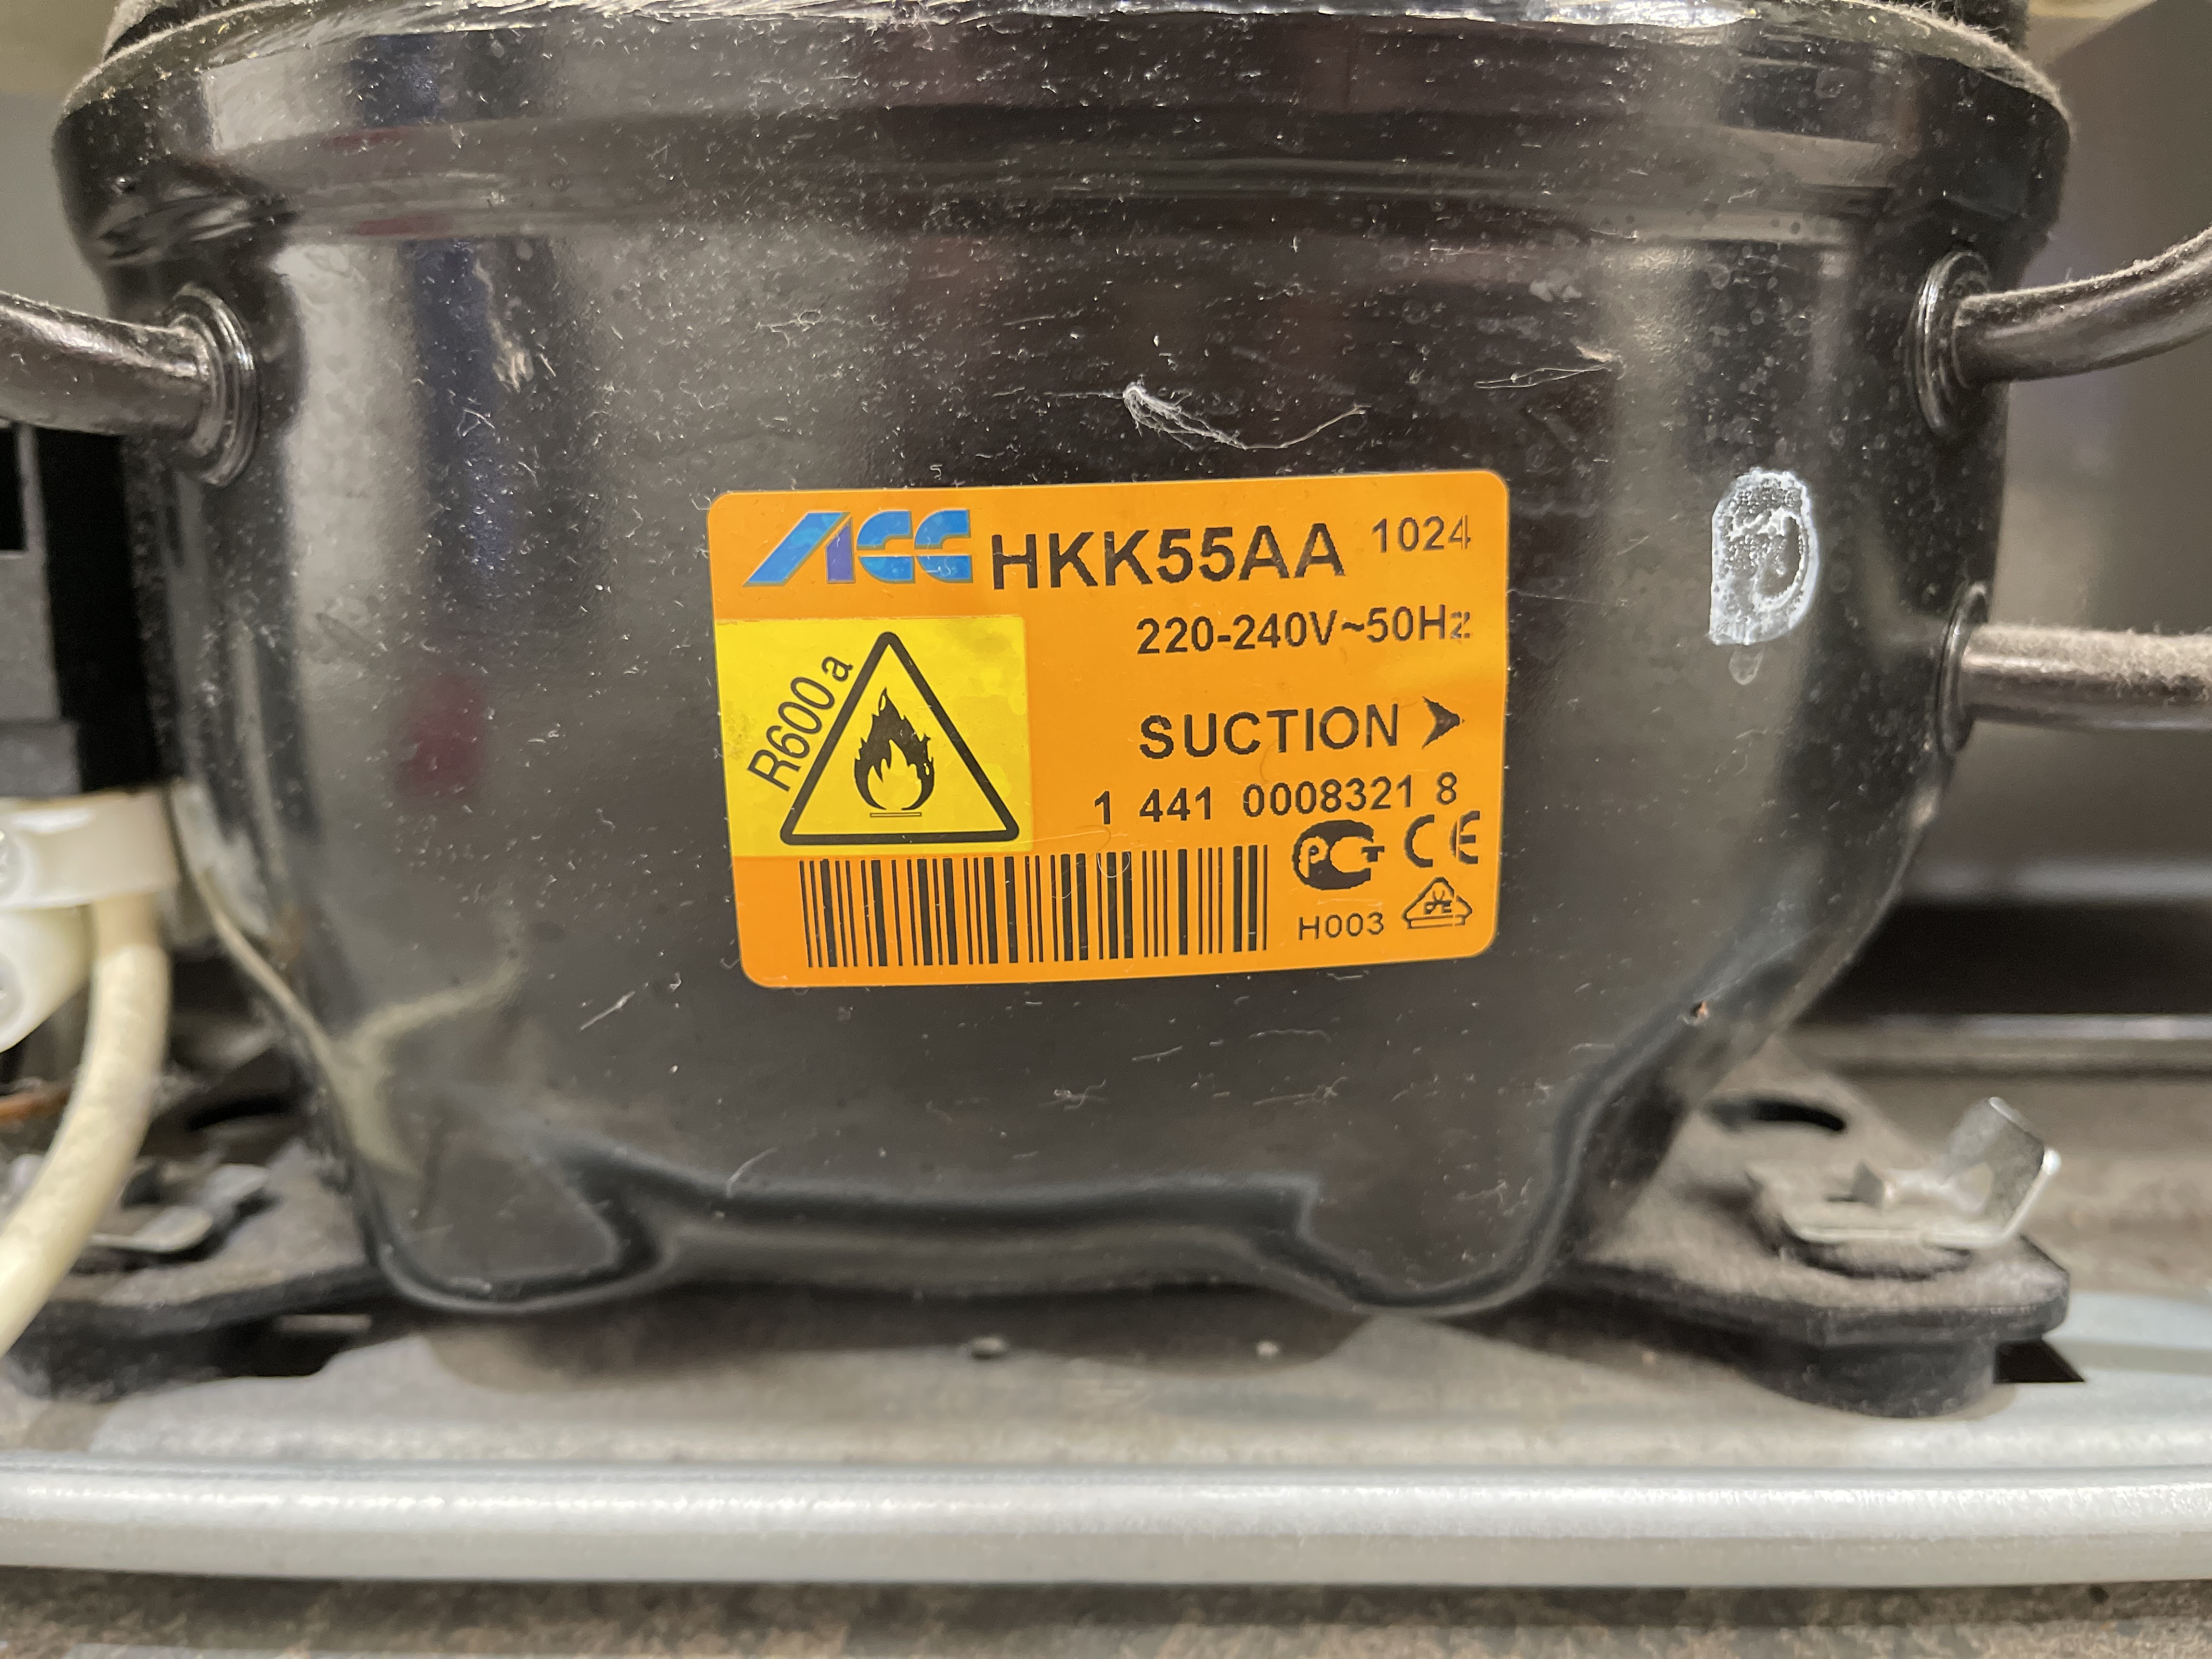 ACC HKK55AA 1024
220-240V~50Hz
R600a
SUCTION >
1 441 0008321 8
PCT CE
H003